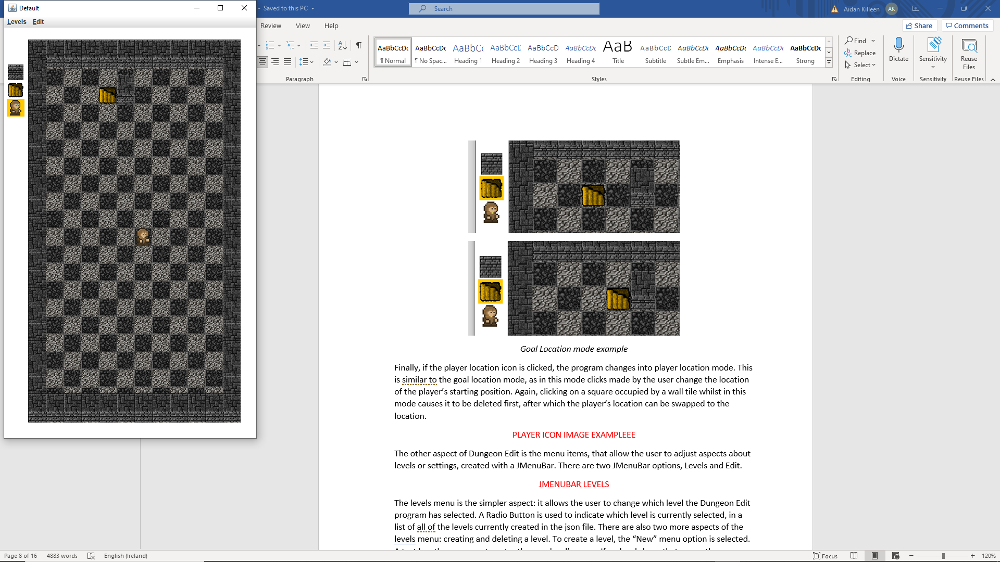 Default
Levels Edit
- Saved to this PC
Search
Aidan Killeen AK
Review View Help
Share Comments
AaBbCcDc AaBbCcDc AaBbC( AaBbCcD AaBbCcD AaBbCcDc AaB AaBbCcD AaBbCcDc AaBbCcDc AaBbCcDc AaBbCcDc
¶ Normal ¶ No Spac... Heading 1 Heading 2 Heading 3 Heading 4 Title Subtitle Subtle Em... Emphasis Intense E... Strong
Find
Replace
Select
Dictate
Sensitivity
Reuse
Files
Paragraph Styles Editing Voice Sensitivity Reuse Files
Goal Location mode example
Finally, if the player location icon is clicked, the program changes into player location mode. This
is similar to the goal location mode, as in this mode clicks made by the user change the location
of the player’s starting position. Again, clicking on a square occupied by a wall tile whilst in this
mode causes it to be deleted first, after which the player’s location can be swapped to the
location.
PLAYER ICON IMAGE EXAMPLEEE
The other aspect of Dungeon Edit is the menu items, that allow the user to adjust aspects about
levels or settings, created with a JMenuBar. There are two JMenuBar options, Levels and Edit.
JMENUBAR LEVELS
The levels menu is the simpler aspect: it allows the user to change which level the Dungeon Edit
program has selected. A Radio Button is used to indicate which level is currently selected, in a
list of all of the levels currently created in the json file. There are also two more aspects of the
levels menu: creating and deleting a level. To create a level, the “New” menu option is selected.
Page 8 of 16 4883 words English (Ireland) Focus 120%